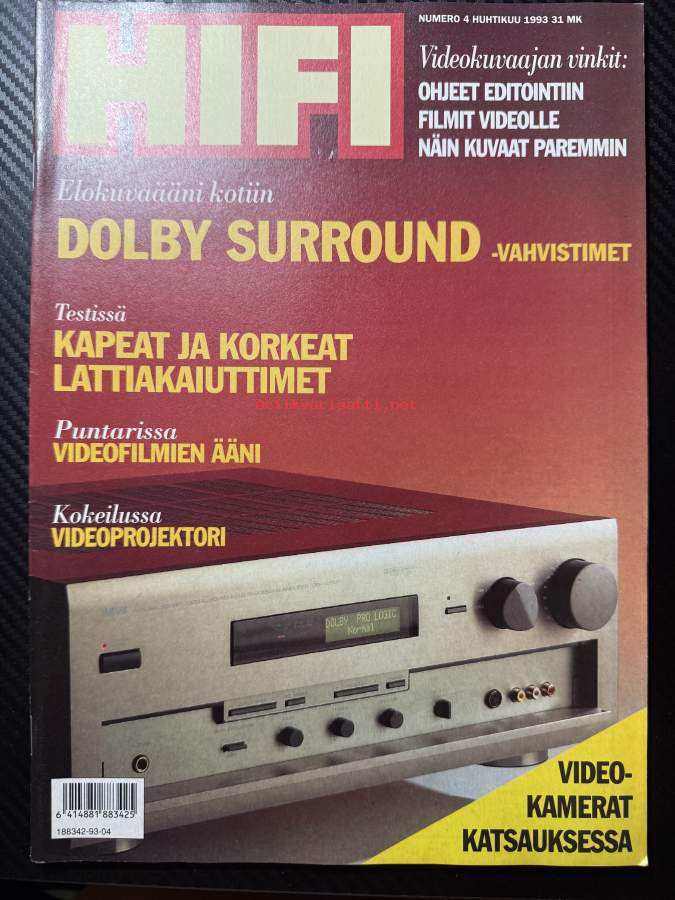 HIFI
NUMERO 4 HUHTIKUU 1993 31 MK
Videokuvaajan vinkit:
OHJEET EDITOINTIIN
FILMIT VIDEOLLE
NÄIN KUVAAT PAREMMIN
Elokuvaääni kotiin
DOLBY SURROUND -VAHVISTIMET
Testissä
KAPEAT JA KORKEAT
LATTIAKAIUTTIMET
antikvariaatti.net
Puntarissa
VIDEOFILMIEN ÄÄNI
Kokeilussa
VIDEOPROJEKTORI
DOLBY PRO LOGIC
Normal
VIDEO-
KAMERAT
KATSAUKSESSA
6 414881 883425
188342-93-04